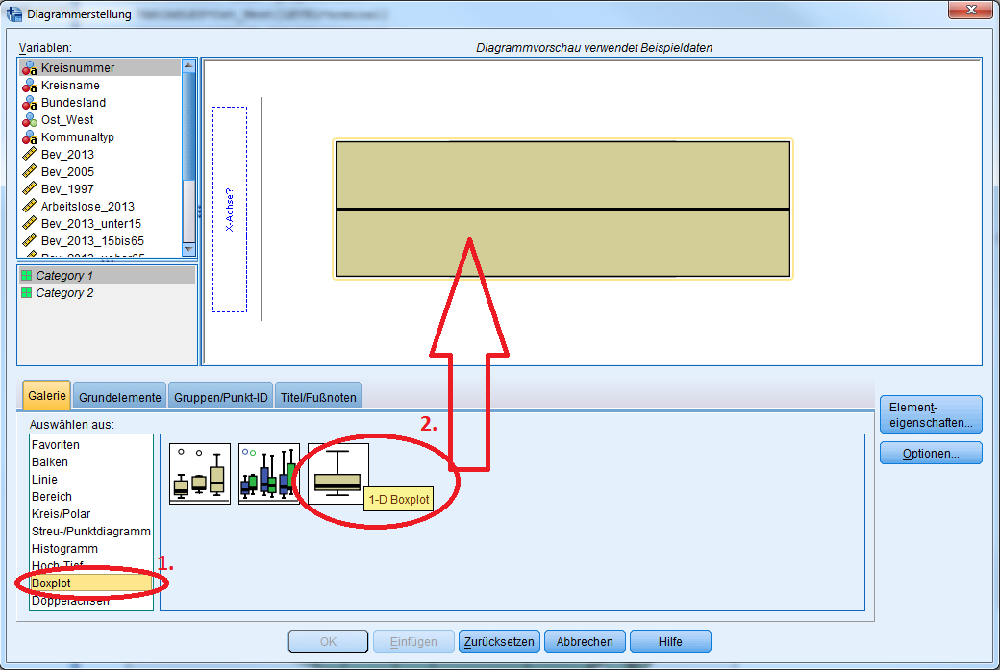 Diagrammerstellung
Variablen:
Diagrammvorschau verwendet Beispieldaten
Kreisnummer
Kreisname
Bundesland
Ost_West
Kommunaltyp
Bev_2013
Bev_2005
Bev_1997
Arbeitslose_2013
Bev_2013_unter15
Bev_2013_15bis65
Bev_2013_ueber65
Category 1
Category 2
X-Achse?
Galerie
Grundelemente
Gruppen/Punkt-ID
Titel/Fußnoten
Element-
eigenschaften...
Optionen...
Auswählen aus:
Favoriten
Balken
Linie
Bereich
Kreis/Polar
Streu-/Punktdiagramm
Histogramm
Hoch-Tief
Boxplot
Doppelachsen
1.
2.
1-D Boxplot
OK
Einfügen
Zurücksetzen
Abbrechen
Hilfe